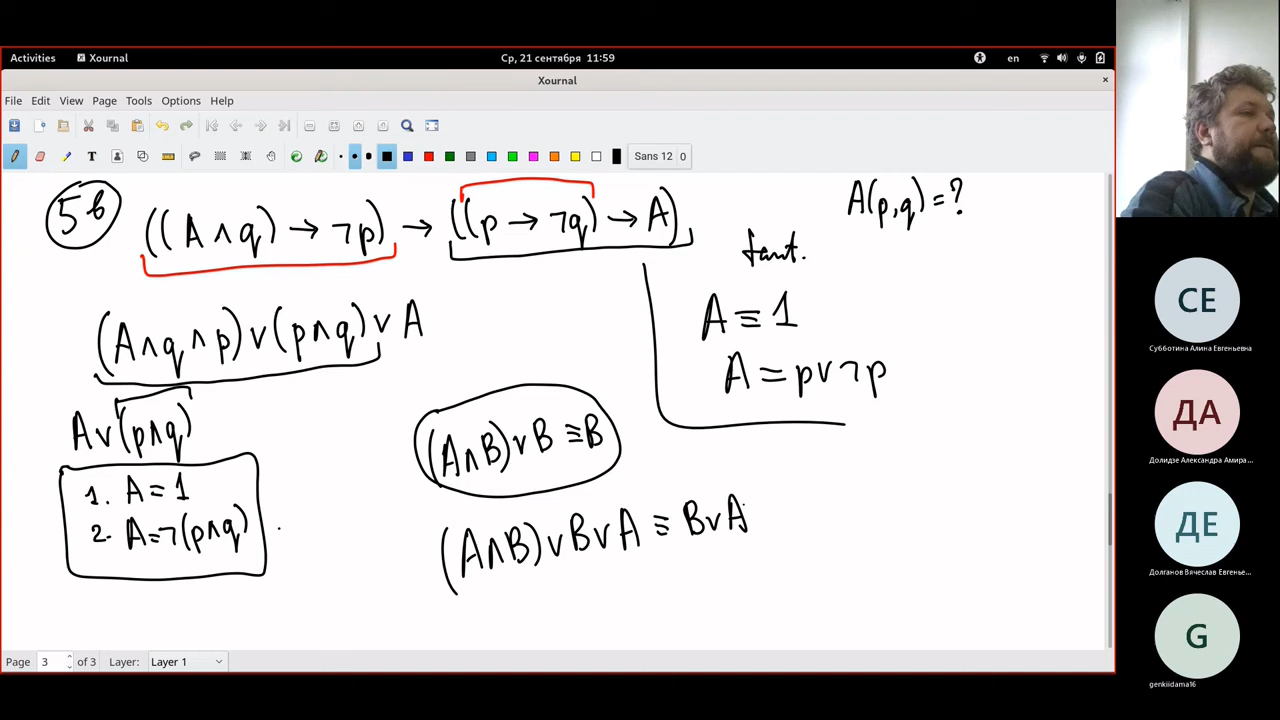 Activities Xournal Ср, 21 сентября 11:59 en
Xournal ×
File Edit View Page Tools Options Help
T Sans 12 0
5в ((A∧q)→¬p)→((p→¬q)→A) A(p,q)=?
тавт.
(A∧q∧p)∨(p∧q)∨A A≡1
A=p∨¬p
A∨(p∧q)
(A∧B)∨B≡B
1. A=1
2. A=¬(p∧q)
(A∧B)∨B∨A≡B∨A
Page 3 of 3 Layer: Layer 1
CE
Субботина Алина Евгеньевна
ДА
Долидзе Александра Амира...
ДЕ
Долганов Вячеслав Евгенье...
G
genkiidama16